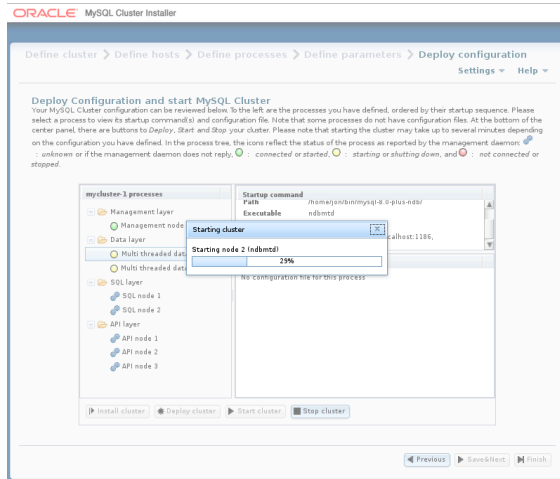 ORACLE® MySQL Cluster Installer
Define cluster > Define hosts > Define processes > Define parameters > Deploy configuration
Settings Help
Deploy Configuration and start MySQL Cluster
Your MySQL Cluster configuration can be reviewed below. To the left are the processes you have defined, ordered by their startup sequence. Please
select a process to view its startup command(s) and configuration file. Note that some processes do not have configuration files. At the bottom of the
center panel, there are buttons to Deploy, Start and Stop your cluster. Please note that starting the cluster may take up to several minutes depending
on the configuration you have defined. In the process tree, the icons reflect the status of the process as reported by the management daemon:
: unknown or if the management daemon does not reply, : connected or started, : starting or shutting down, and : not connected or
stopped.
mycluster-1 processes
Management layer
Management node
Data layer
Multi threaded dat
Multi threaded dat
SQL layer
SQL node 1
SQL node 2
API layer
API node 1
API node 2
API node 3
Startup command
Path /home/jon/bin/mysql-8.0-plus-ndb/
Executable ndbmtd
calhost:1186,
Starting cluster x
Starting node 2 (ndbmtd)
29%
No configuration file for this process
Install cluster Deploy cluster Start cluster Stop cluster
Previous Save&Next Finish